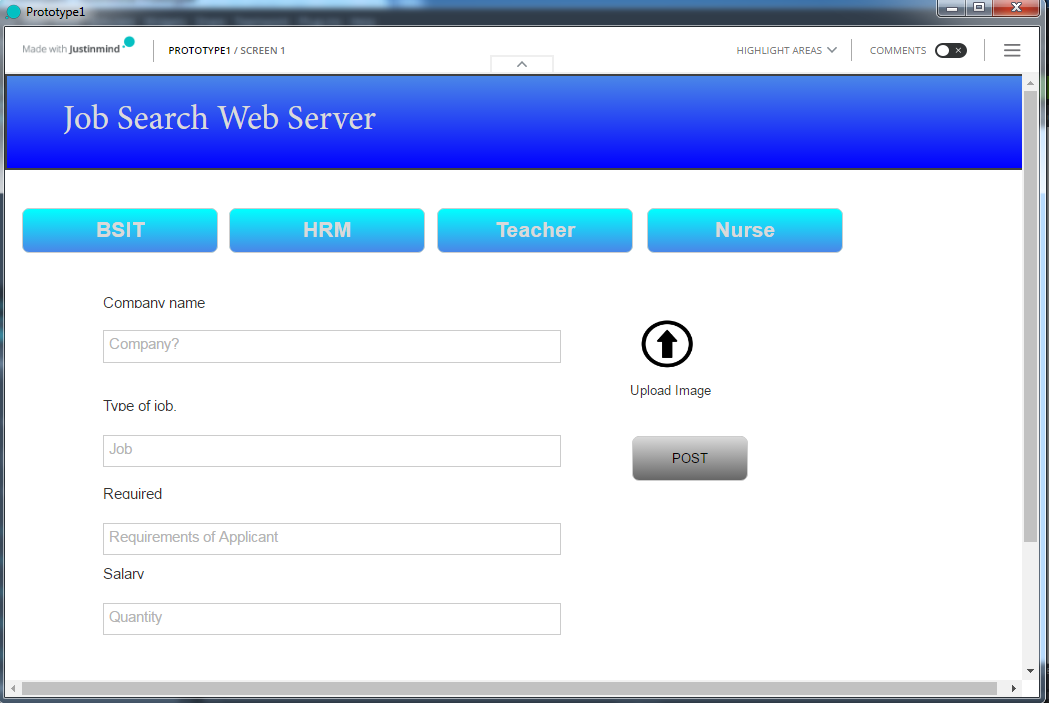 Prototype1
Made with Justinmind
PROTOTYPE1 / SCREEN 1
HIGHLIGHT AREAS
COMMENTS
Job Search Web Server
BSIT
HRM
Teacher
Nurse
Company name
Company?
Type of job.
Job
Required
Requirements of Applicant
Salary
Quantity
Upload Image
POST